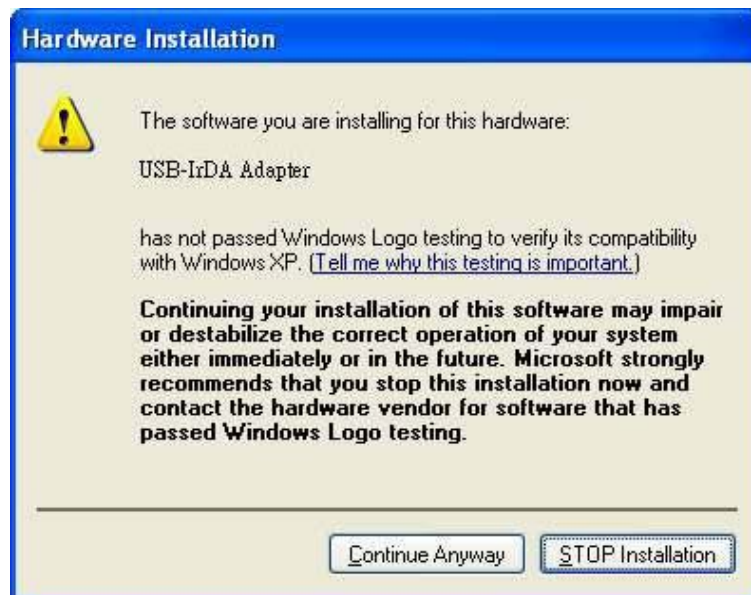 Hardware Installation
The software you are installing for this hardware:
USB-IrDA Adapter
has not passed Windows Logo testing to verify its compatibility
with Windows XP. (Tell me why this testing is important.)
Continuing your installation of this software may impair
or destabilize the correct operation of your system
either immediately or in the future. Microsoft strongly
recommends that you stop this installation now and
contact the hardware vendor for software that has
passed Windows Logo testing.
Continue Anyway STOP Installation